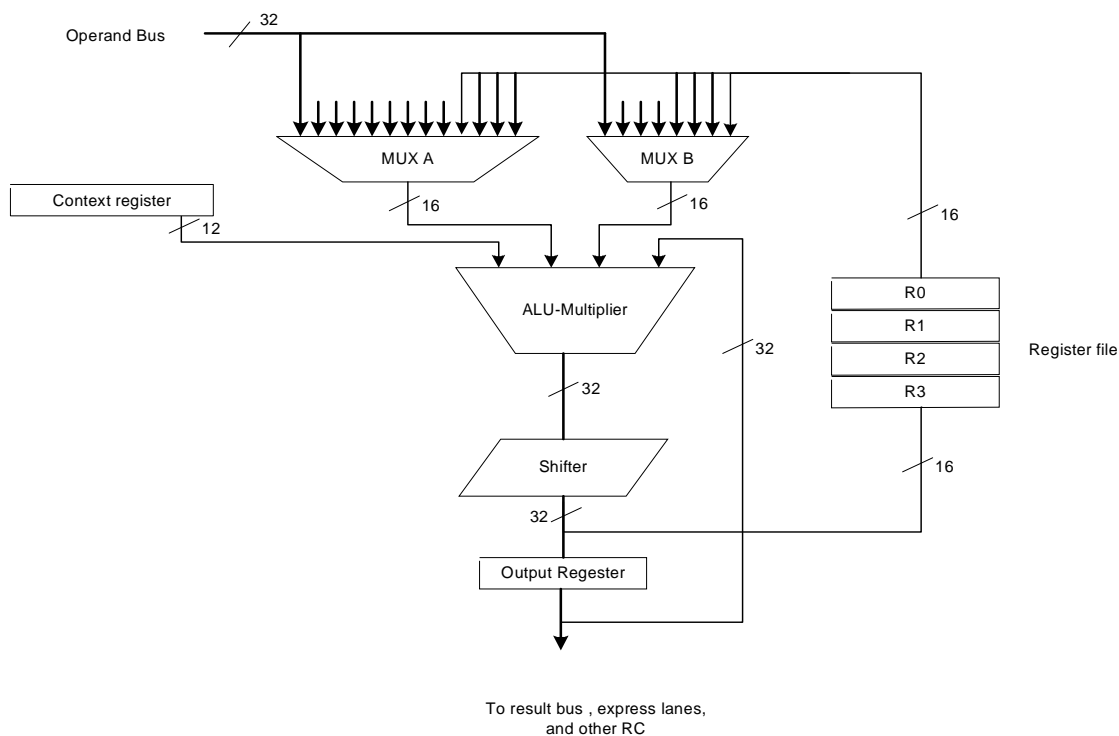 32
Operand Bus
MUX A
MUX B
Context register
16
16
16
12
R0
ALU-Multiplier
R1
32
Register file
R2
32
R3
Shifter
16
32
Output Regester
32
To result bus , express lanes,
and other RC